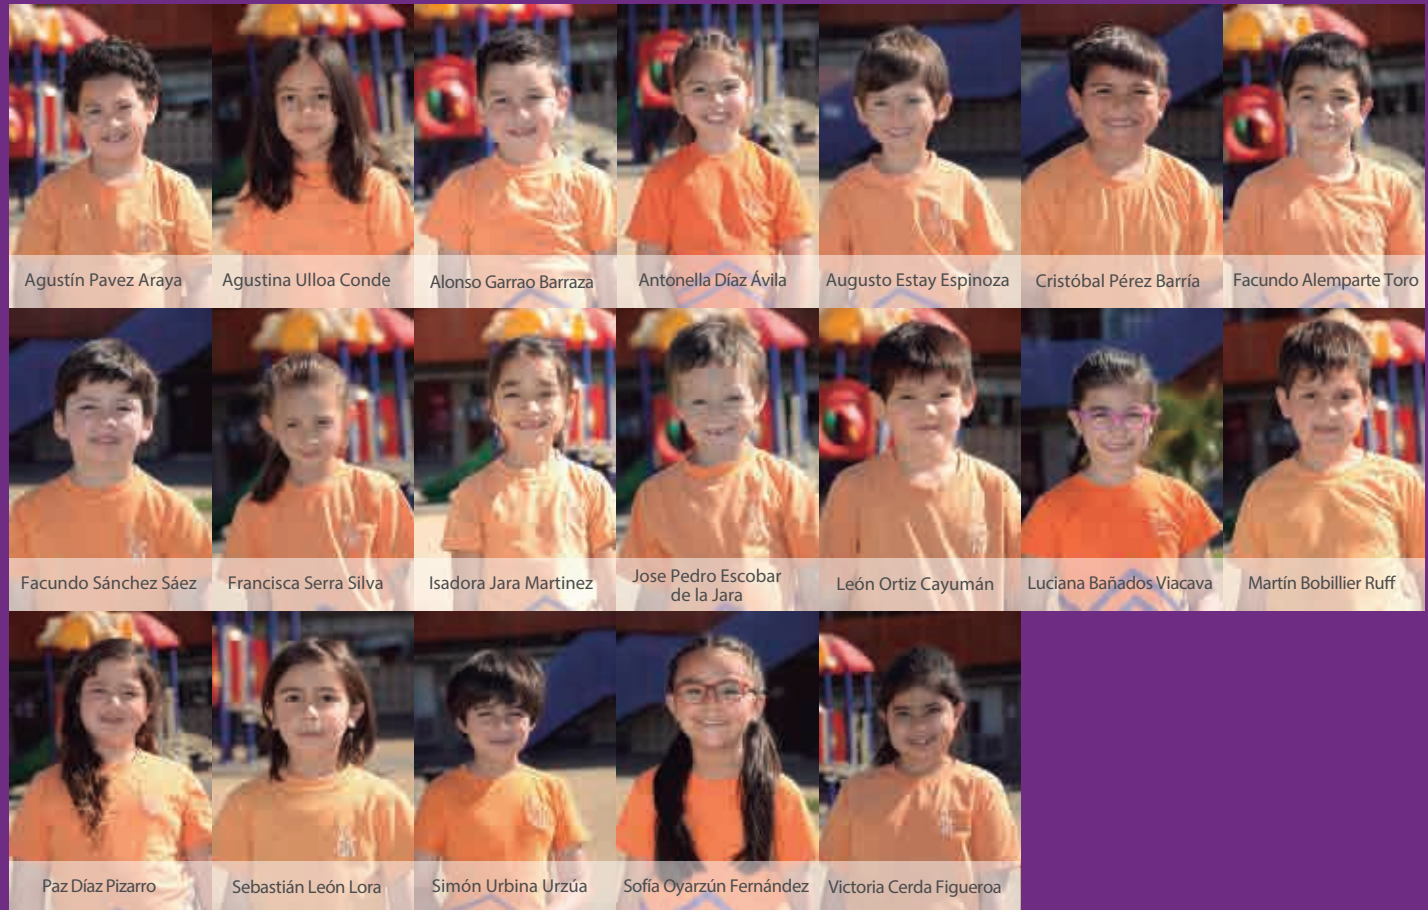 Agustín Pavez Araya
Agustina Ulloa Conde
Alonso Garrao Barraza
Antonella Díaz Ávila
Augusto Estay Espinoza
Cristóbal Pérez Barría
Facundo Alemparte Toro
Facundo Sánchez Sáez
Francisca Serra Silva
Isadora Jara Martinez
Jose Pedro Escobar
de la Jara
León Ortiz Cayumán
Luciana Bañados Viacava
Martín Bobillier Ruff
Paz Díaz Pizarro
Sebastián León Lora
Simón Urbina Urzúa
Sofía Oyarzún Fernández
Victoria Cerda Figueroa